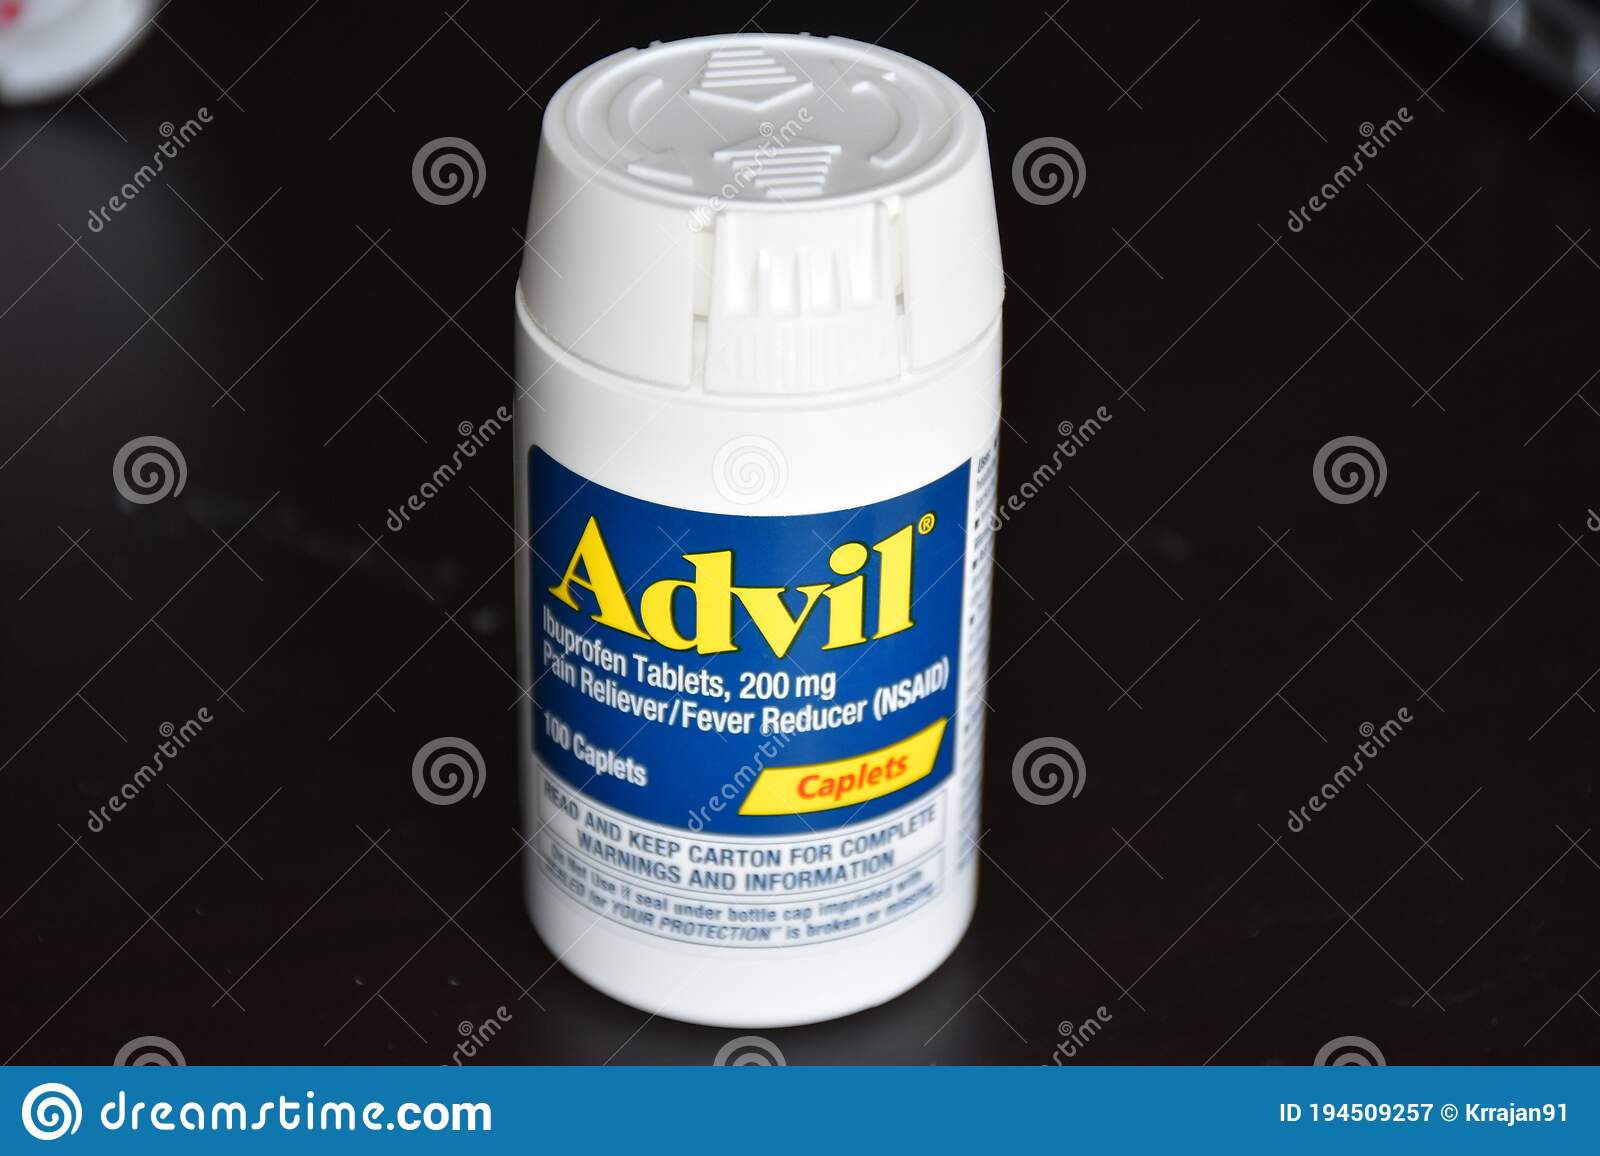 Advil®
Ibuprofen Tablets, 200 mg
Pain Reliever/Fever Reducer (NSAID)
100 Caplets
Caplets
READ AND KEEP CARTON FOR COMPLETE
WARNINGS AND INFORMATION
Do Not Use if seal under bottle cap imprinted with
SEALED for YOUR PROTECTION™ is broken or missing.
dreamstime.com
ID 194509257 © Krrajan91